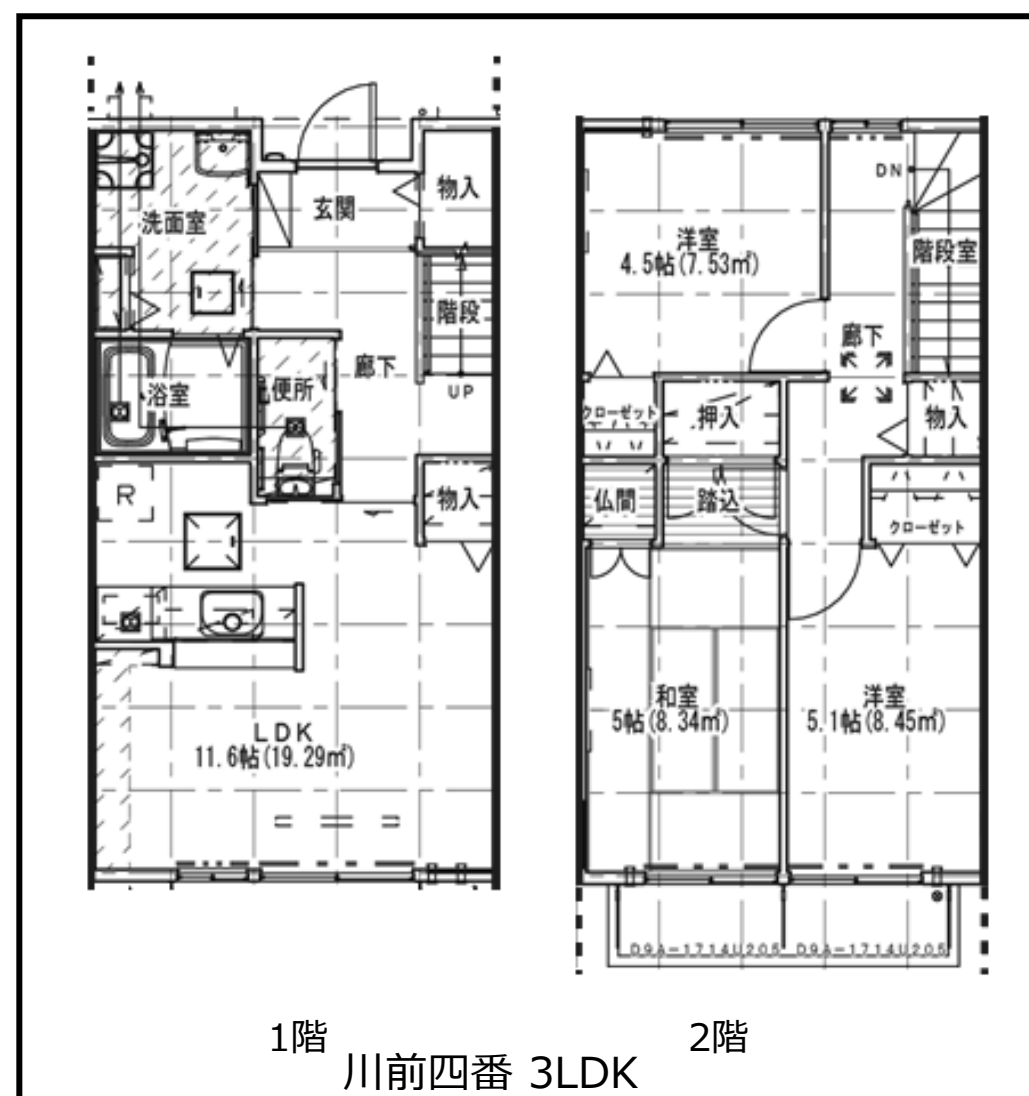 物入
玄関
洗面室
階段
廊下
浴室
便所
UP
R
物入
LDK
11.6帖(19.29㎡)
DN
洋室
4.5帖(7.53㎡)
階段室
廊下
クローゼット
押入
物入
仏間
踏込
クローゼット
和室
5帖(8.34㎡)
洋室
5.1帖(8.45㎡)
D9A-1714U205
D9A-1714U205
1階
2階
川前四番 3LDK